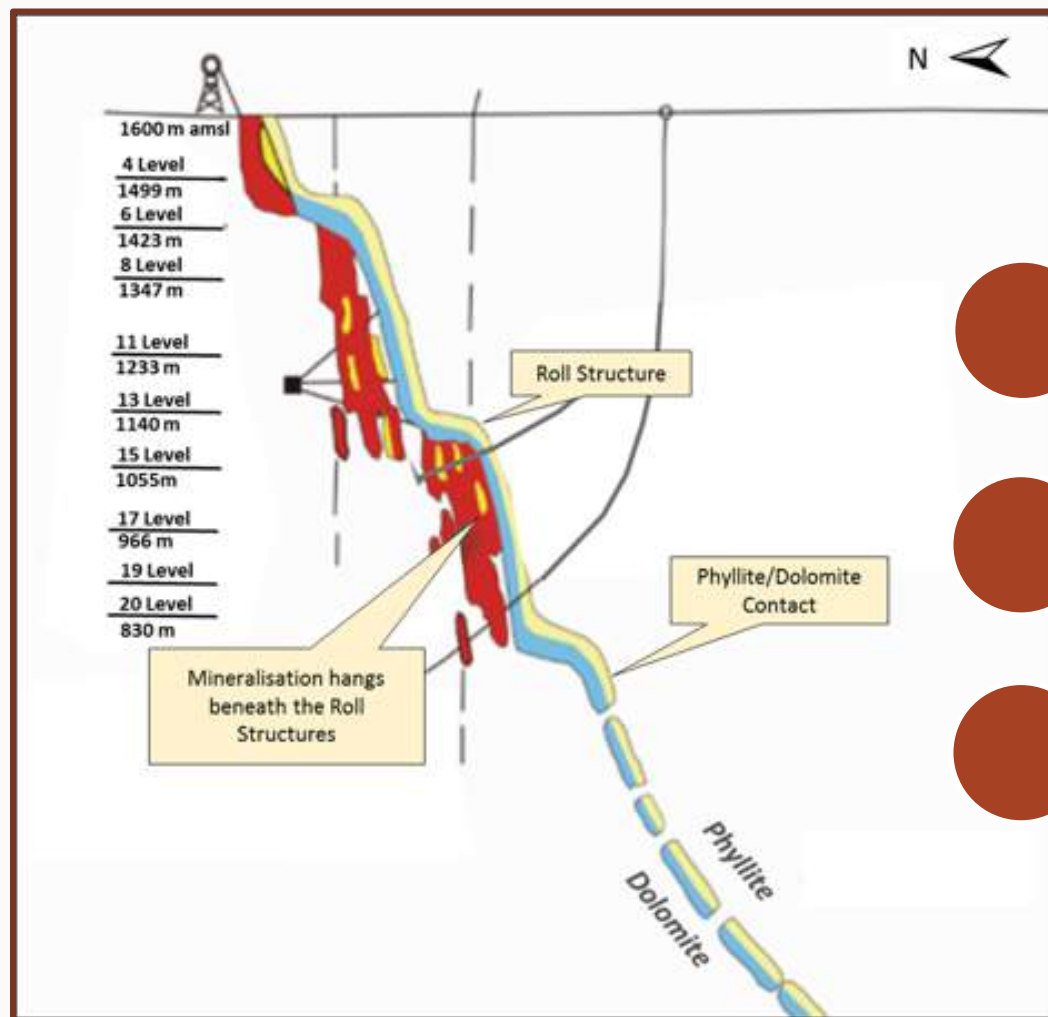 N
1600 m amsl
4 Level
1499 m
6 Level
1423 m
8 Level
1347 m
11 Level
1233 m
13 Level
1140 m
15 Level
1055m
17 Level
966 m
19 Level
20 Level
830 m
Roll Structure
Phyllite/Dolomite
Contact
Mineralisation hangs
beneath the Roll
Structures
Phyllite
Dolomite